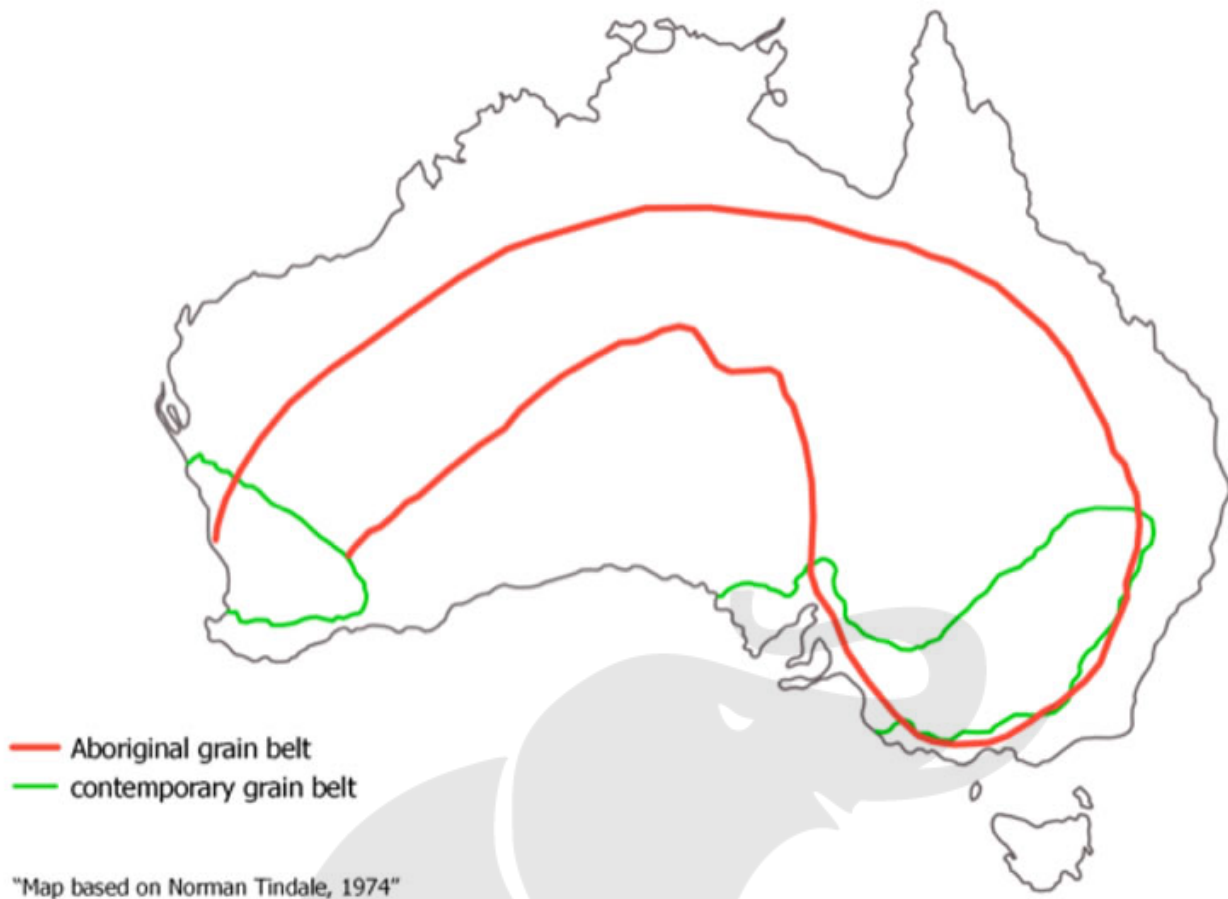 Aboriginal grain belt
contemporary grain belt
"Map based on Norman Tindale, 1974"